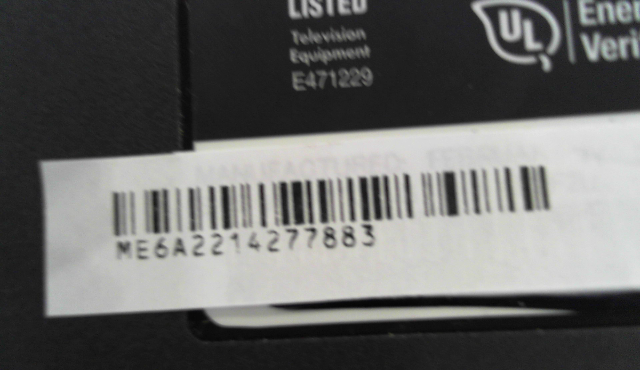 LISTED
Television
Equipment
E471229
UL
ME6A2214277883